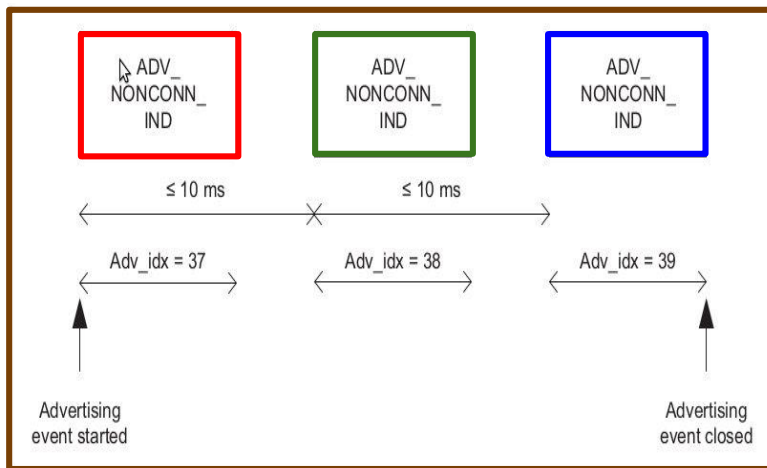 ADV_
NONCONN_
IND
ADV_
NONCONN_
IND
ADV_
NONCONN_
IND
≤ 10 ms
≤ 10 ms
Adv_idx = 37
Adv_idx = 38
Adv_idx = 39
Advertising
event started
Advertising
event closed